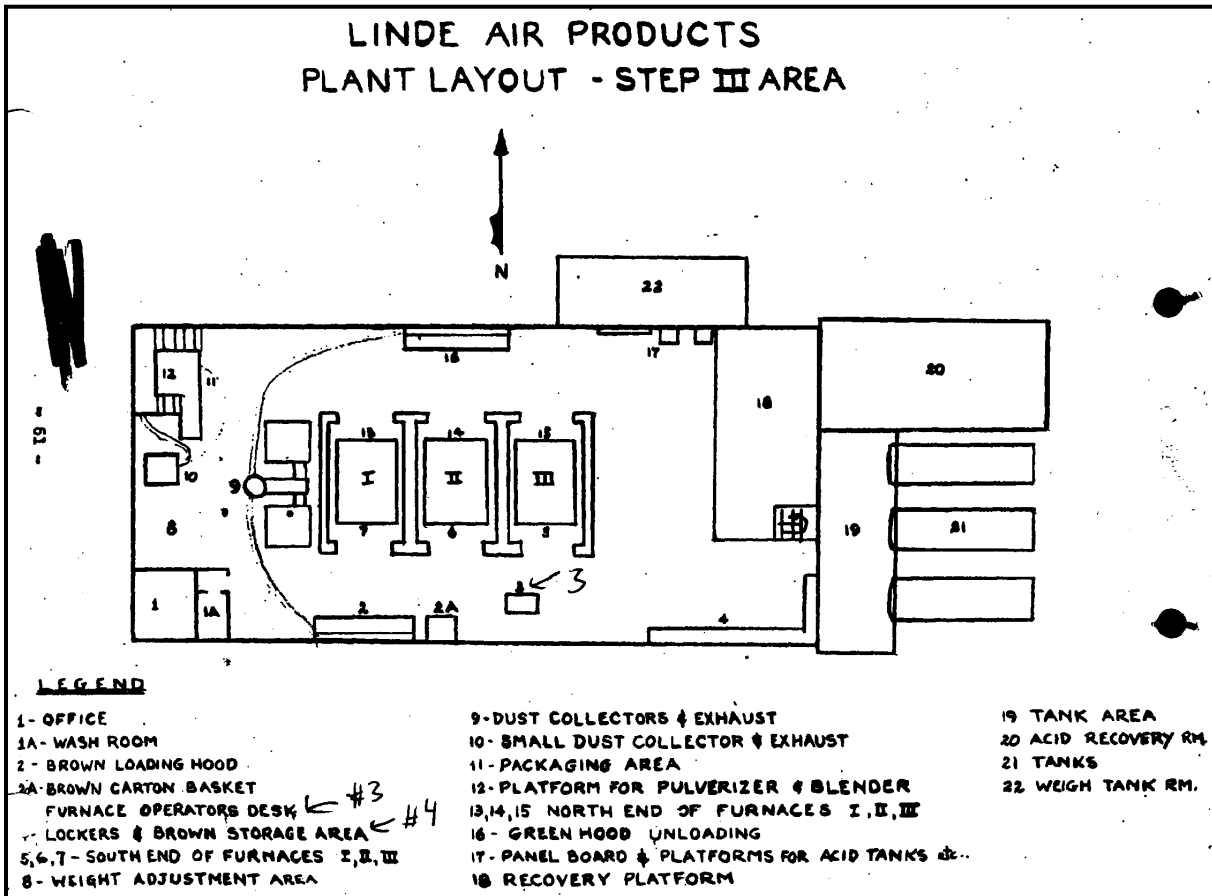 LINDE AIR PRODUCTS
PLANT LAYOUT - STEP III AREA
N
22
16
17
12
11
20
18
13
14
15
I
II
III
10
9
7
6
5
8
19
21
3
3
1
1A
2
2A
4
- 61 -
LEGEND
1 - OFFICE
1A - WASH ROOM
2 - BROWN LOADING HOOD
2A - BROWN CARTON BASKET
FURNACE OPERATORS DESK #3
LOCKERS & BROWN STORAGE AREA #4
5,6,7 - SOUTH END OF FURNACES I,II,III
8 - WEIGHT ADJUSTMENT AREA
9 - DUST COLLECTORS & EXHAUST
10 - SMALL DUST COLLECTOR & EXHAUST
11 - PACKAGING AREA
12 - PLATFORM FOR PULVERIZER & BLENDER
13,14,15 NORTH END OF FURNACES I,II,III
16 - GREEN HOOD UNLOADING
17 - PANEL BOARD & PLATFORMS FOR ACID TANKS etc..
18 RECOVERY PLATFORM
19 TANK AREA
20 ACID RECOVERY RM.
21 TANKS
22 WEIGH TANK RM.